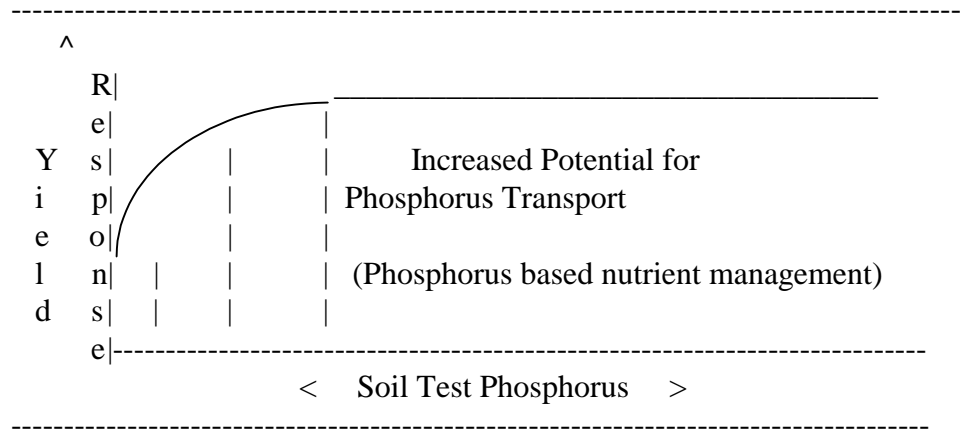 Yield
Response
Increased Potential for
Phosphorus Transport
(Phosphorus based nutrient management)
< Soil Test Phosphorus >